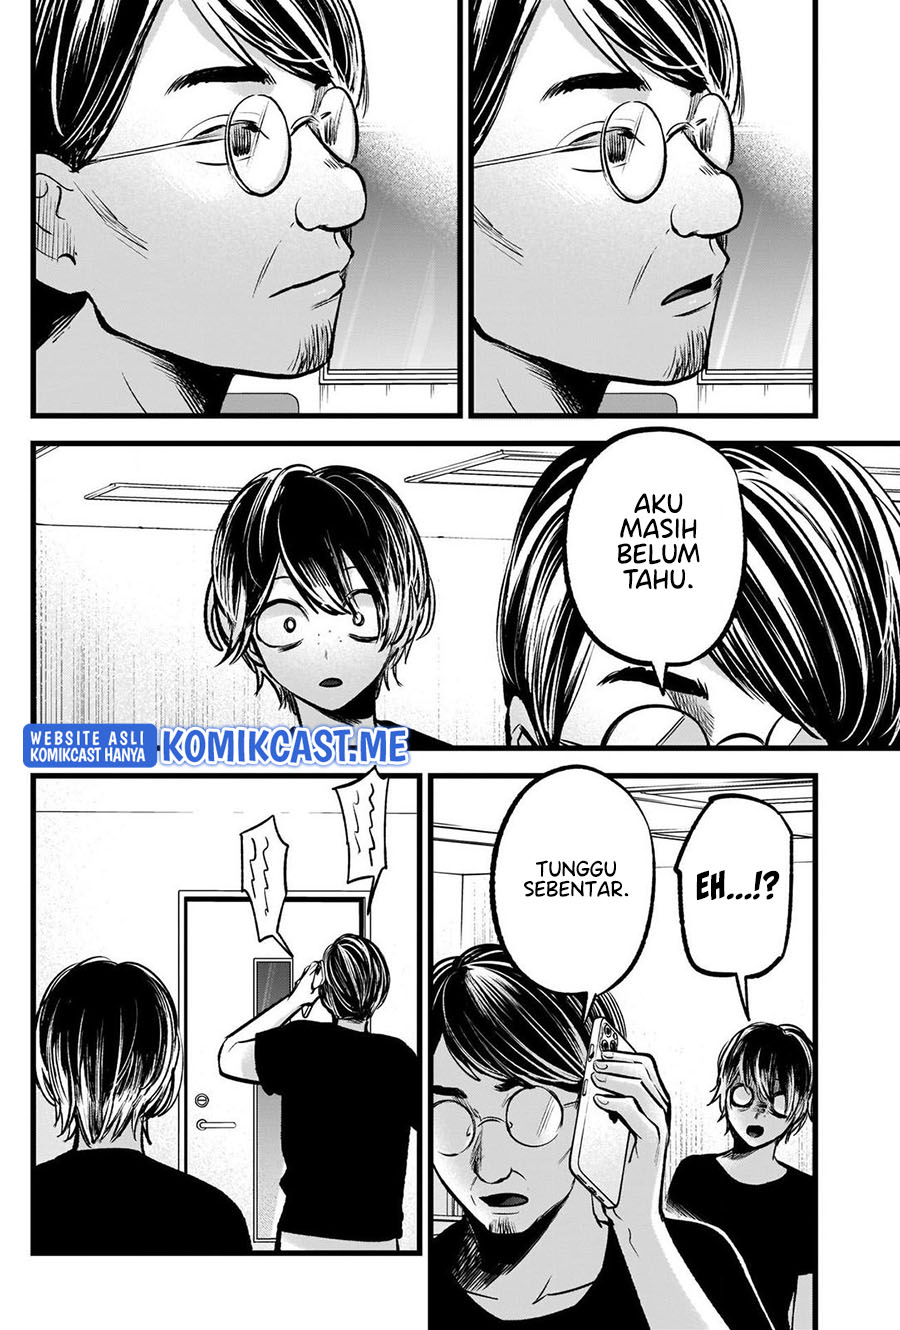 AKU
MASIH
BELUM
TAHU.
WEBSITE ASLI
KOMIKCAST HANYA
KOMIKCAST.ME
EH...!?
TUNGGU
SEBENTAR.